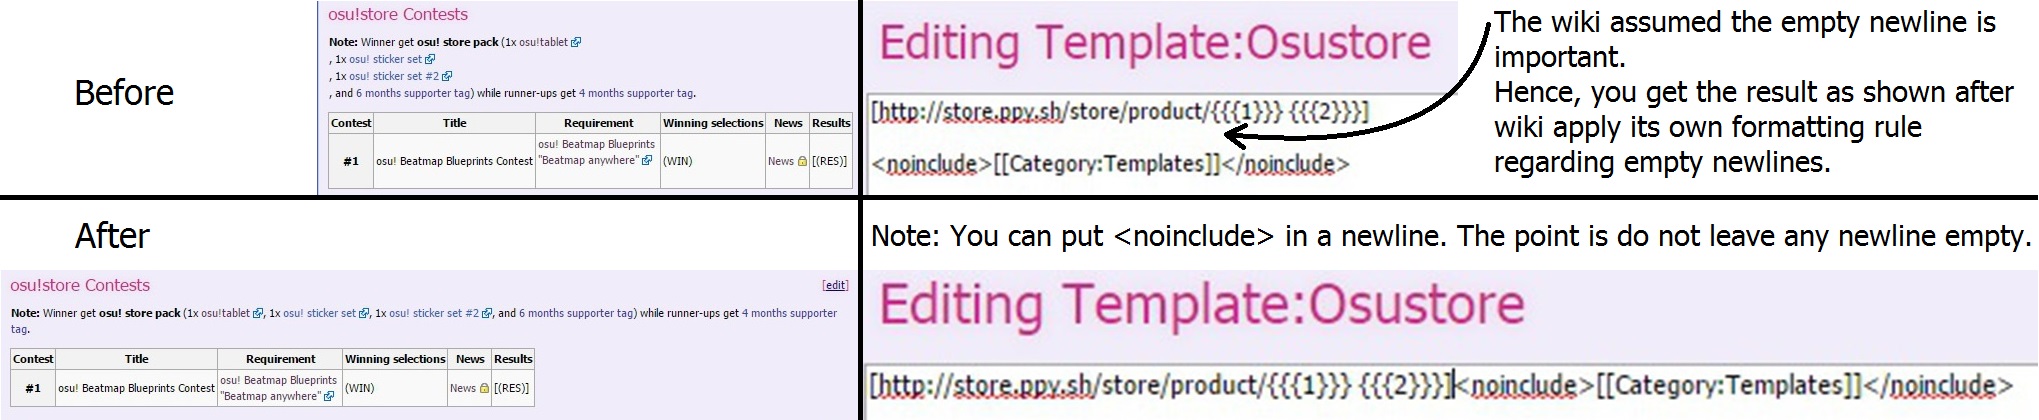 Before
osu!store Contests
Note: Winner get osu! store pack (1x osu!tablet
, 1x osu! sticker set
, 1x osu! sticker set #2
, and 6 months supporter tag) while runner-ups get 4 months supporter tag.
Contest Title Requirement Winning selections News Results
#1 osu! Beatmap Blueprints Contest osu! Beatmap Blueprints
"Beatmap anywhere" (WIN) News [(RES)]
Editing Template:Osustore
[http://store.ppy.sh/store/product/{{{1}}} {{{2}}}]
<noinclude>[[Category:Templates]]</noinclude>
The wiki assumed the empty newline is
important.
Hence, you get the result as shown after
wiki apply its own formatting rule
regarding empty newlines.
After
osu!store Contests [edit]
Note: Winner get osu! store pack (1x osu!tablet , 1x osu! sticker set , 1x osu! sticker set #2 , and 6 months supporter tag) while runner-ups get 4 months supporter
tag.
Contest Title Requirement Winning selections News Results
#1 osu! Beatmap Blueprints Contest osu! Beatmap Blueprints
"Beatmap anywhere" (WIN) News [(RES)]
Note: You can put <noinclude> in a newline. The point is do not leave any newline empty.
Editing Template:Osustore
[http://store.ppy.sh/store/product/{{{1}}} {{{2}}}]<noinclude>[[Category:Templates]]</noinclude>